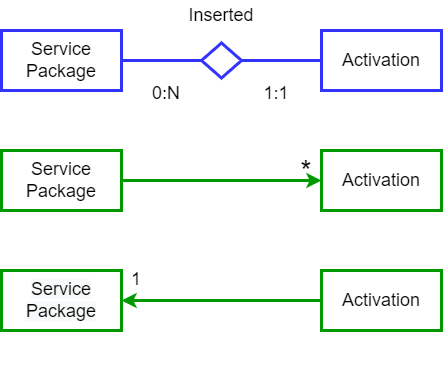 Inserted
Service
Package
Activation
0:N
1:1
Service
Package
*
Activation
Service
Package
1
Activation